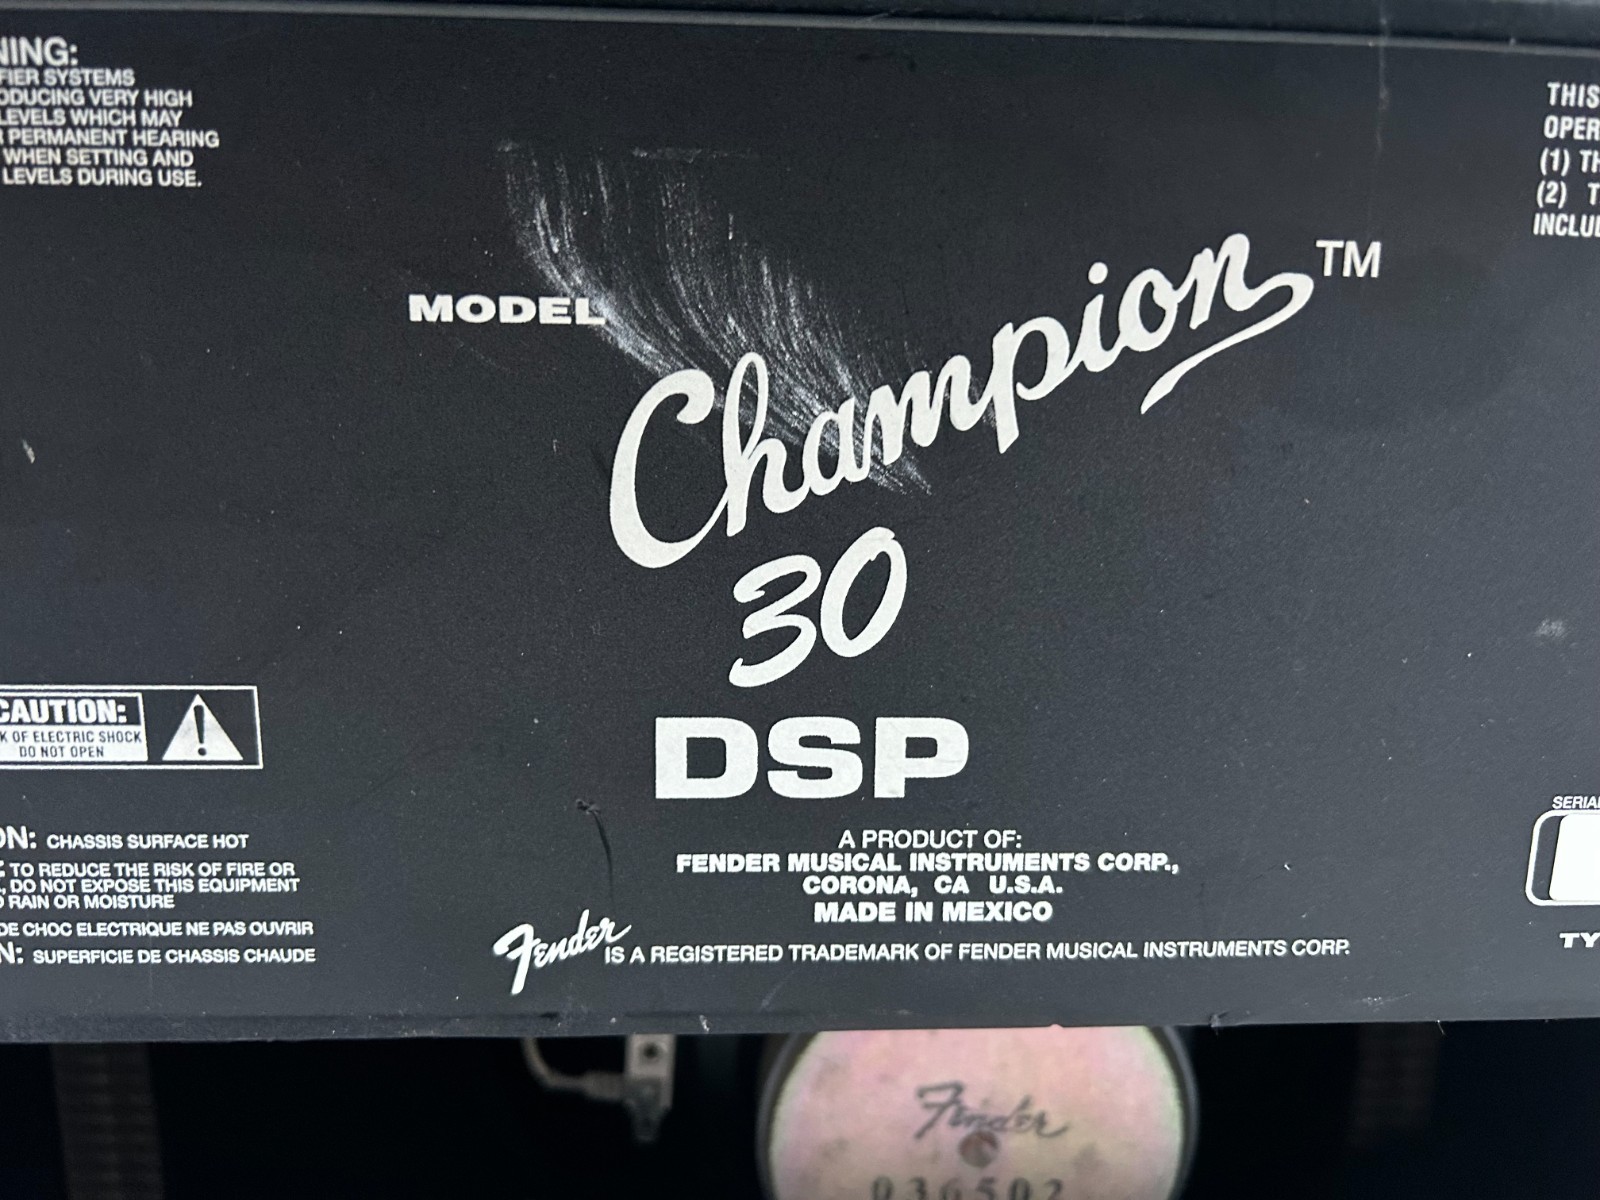 NING:
FIER SYSTEMS
ODUCING VERY HIGH
LEVELS WHICH MAY
R PERMANENT HEARING
WHEN SETTING AND
LEVELS DURING USE.
THIS
OPER
(1) TH
(2) T
INCLU
MODEL
Champion™
30
DSP
CAUTION:
K OF ELECTRIC SHOCK
DO NOT OPEN
ON: CHASSIS SURFACE HOT
TO REDUCE THE RISK OF FIRE OR
, DO NOT EXPOSE THIS EQUIPMENT
O RAIN OR MOISTURE
DE CHOC ELECTRIQUE NE PAS OUVRIR
N: SUPERFICIE DE CHASSIS CHAUDE
A PRODUCT OF:
FENDER MUSICAL INSTRUMENTS CORP.,
CORONA, CA U.S.A.
MADE IN MEXICO
Fender IS A REGISTERED TRADEMARK OF FENDER MUSICAL INSTRUMENTS CORP.
SERIAL
TY
Fender
036502